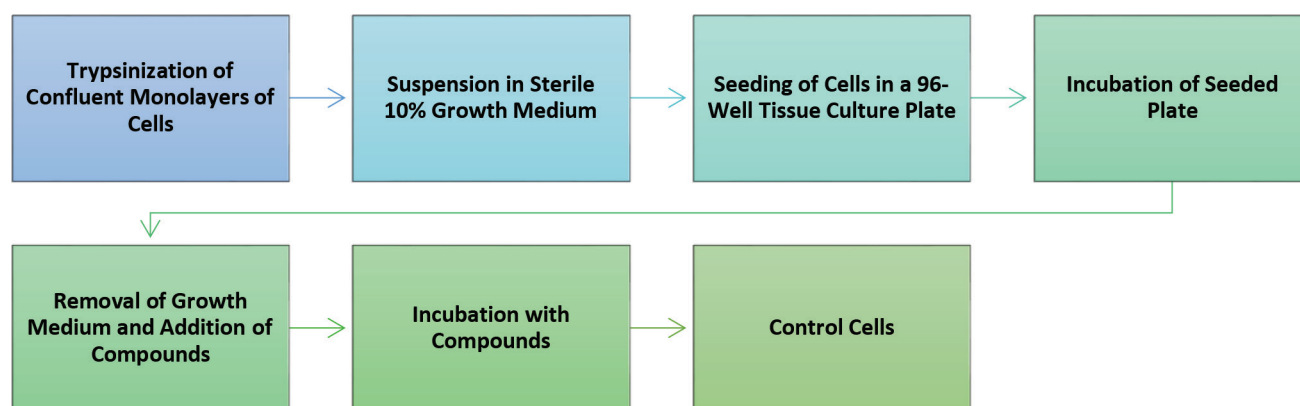 Trypsinization of
Confluent Monolayers of
Cells
Suspension in Sterile
10% Growth Medium
Seeding of Cells in a 96-
Well Tissue Culture Plate
Incubation of Seeded
Plate
Removal of Growth
Medium and Addition of
Compounds
Incubation with
Compounds
Control Cells